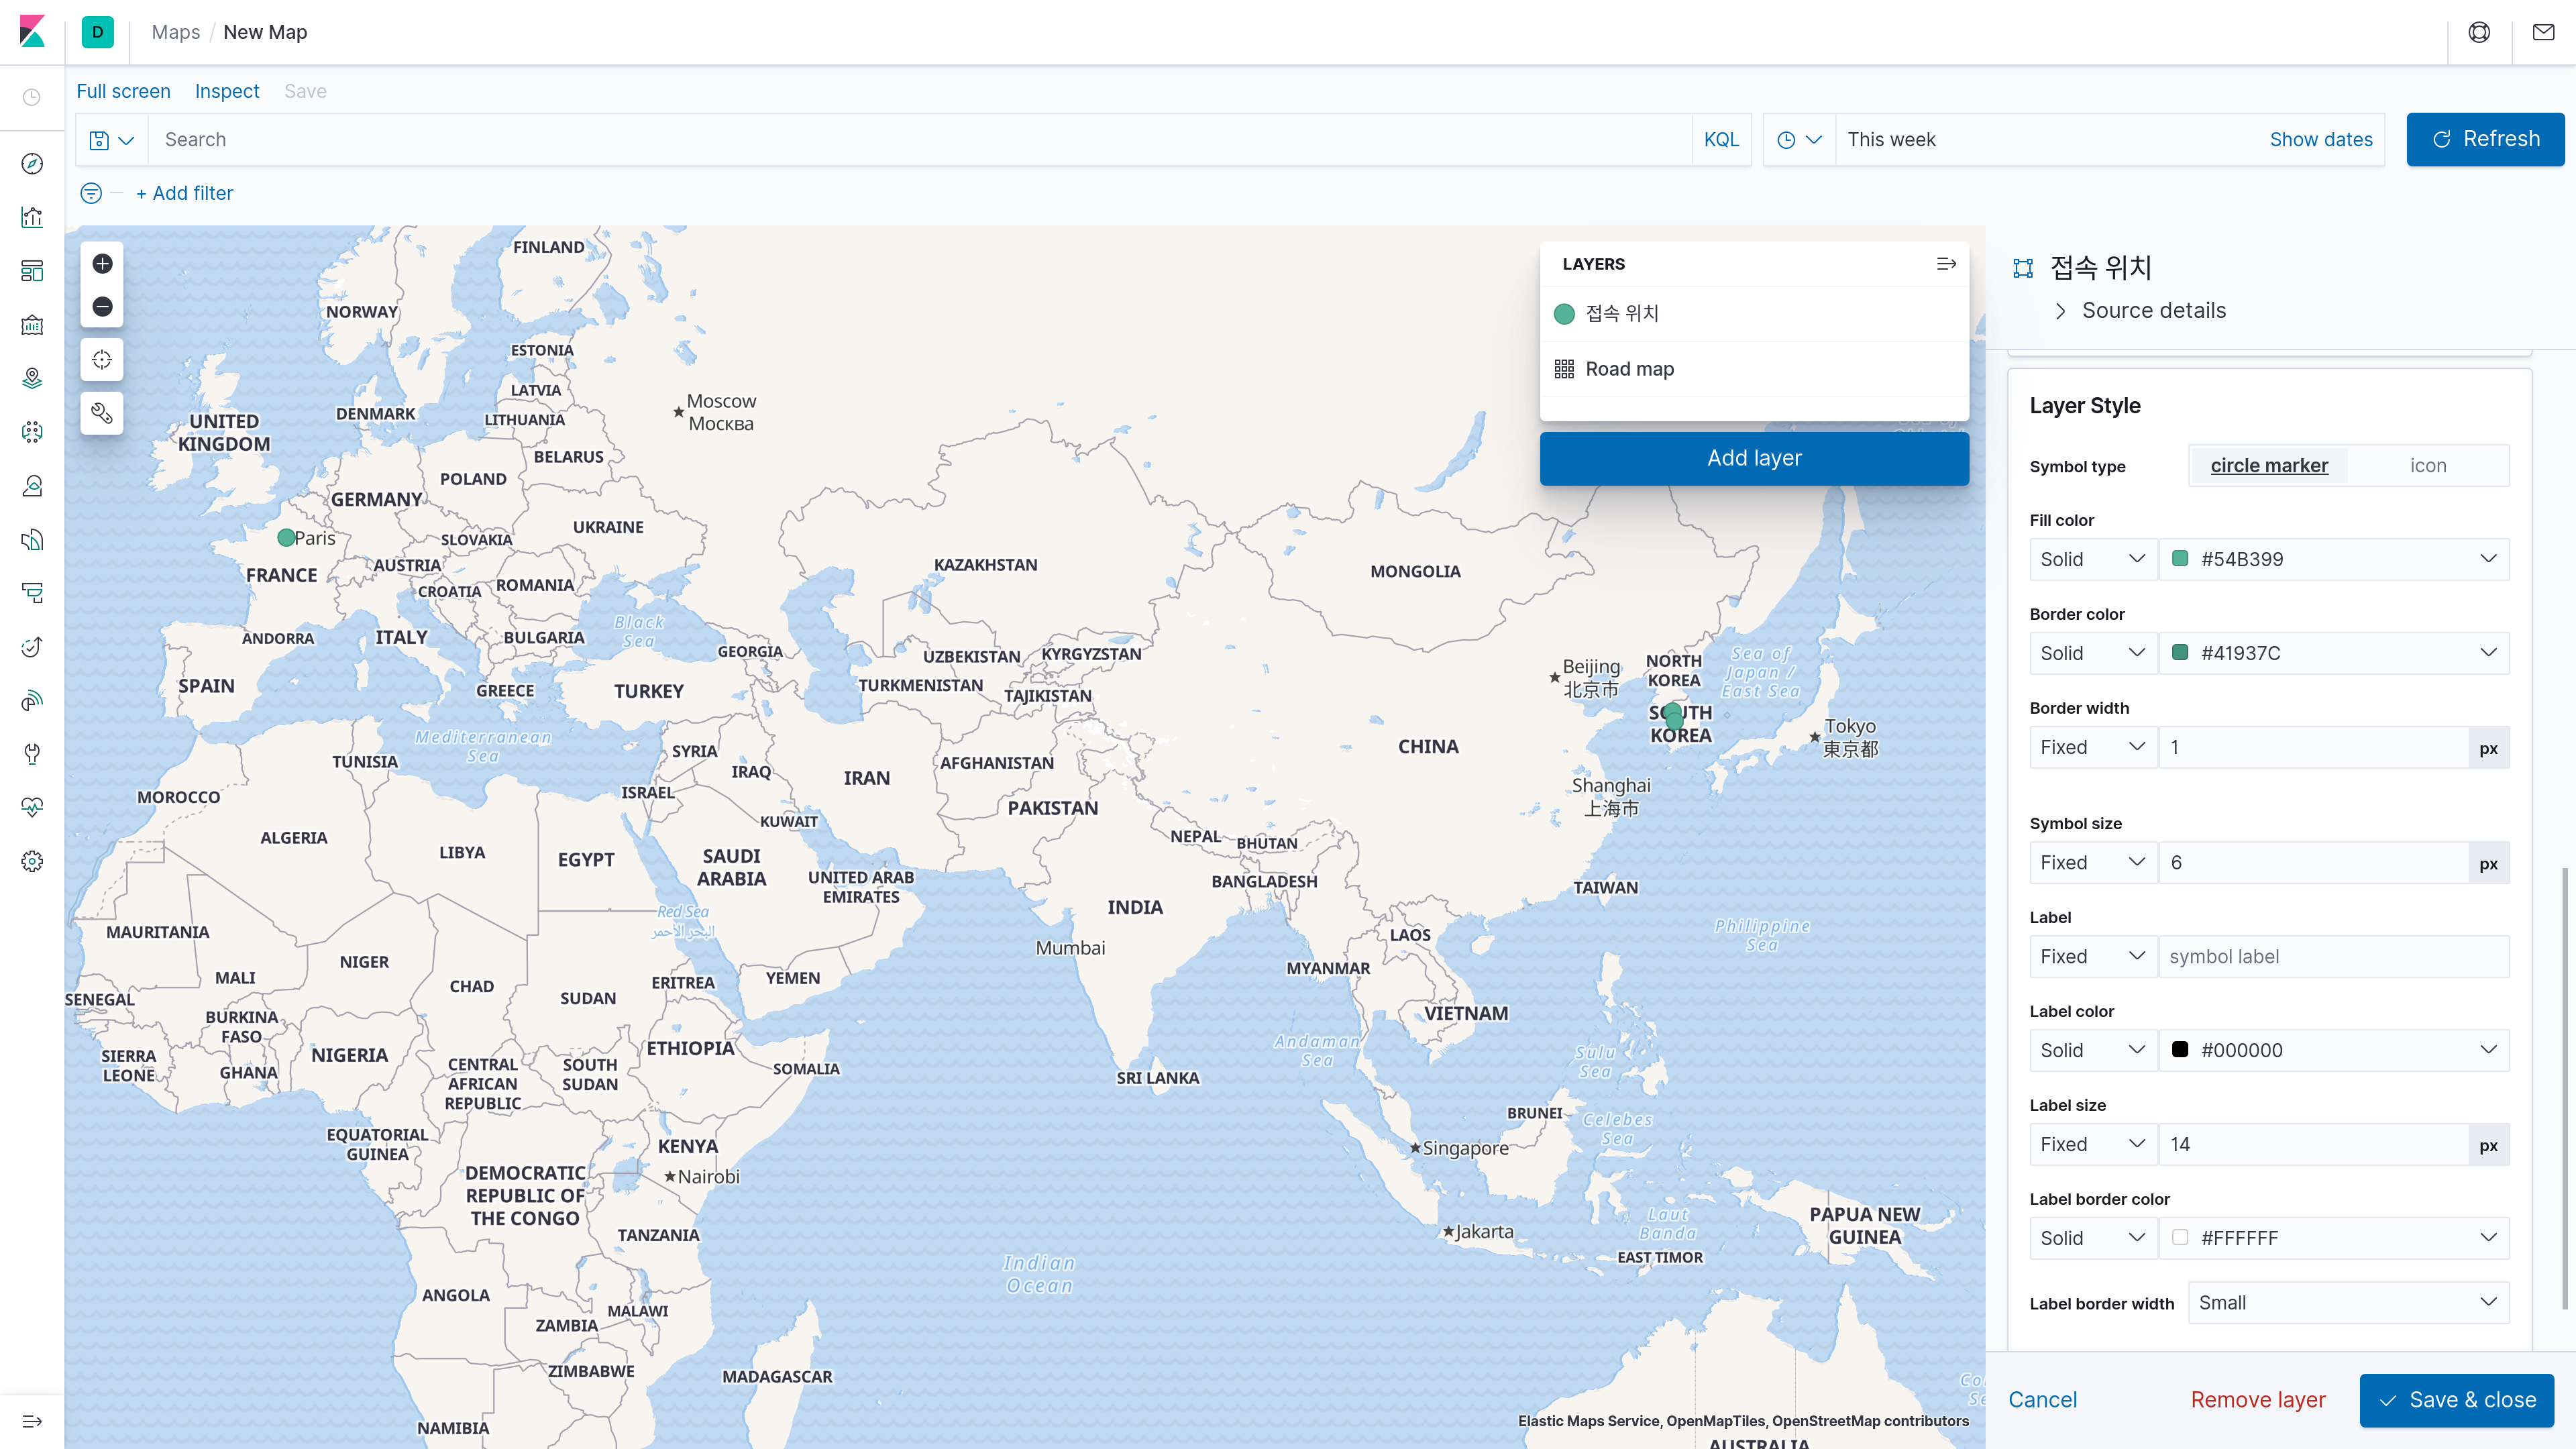 D
Maps / New Map
Full screen Inspect Save
Search KQL This week Show dates Refresh
+ Add filter
LAYERS
접속 위치
Road map
Add layer
FINLAND
NORWAY
ESTONIA
LATVIA
LITHUANIA
DENMARK
UNITED
KINGDOM
Moscow
Москва
BELARUS
POLAND
GERMANY
UKRAINE
Paris
SLOVAKIA
AUSTRIA
FRANCE
CROATIA
ROMANIA
KAZAKHSTAN
MONGOLIA
Black
Sea
ANDORRA
ITALY
BULGARIA
GEORGIA
UZBEKISTAN
KYRGYZSTAN
SPAIN
GREECE
TURKEY
TURKMENISTAN
TAJIKISTAN
Beijing
北京市
NORTH
KOREA
Sea of
Japan /
East Sea
SOUTH
KOREA
Tokyo
東京都
Mediterranean
Sea
TUNISIA
SYRIA
IRAQ
IRAN
AFGHANISTAN
CHINA
MOROCCO
ISRAEL
PAKISTAN
Shanghai
上海市
KUWAIT
ALGERIA
LIBYA
EGYPT
SAUDI
ARABIA
NEPAL
BHUTAN
UNITED ARAB
EMIRATES
BANGLADESH
TAIWAN
INDIA
Red Sea
البحر الأحمر
MAURITANIA
Mumbai
LAOS
Philippine
Sea
NIGER
MALI
CHAD
SUDAN
ERITREA
YEMEN
MYANMAR
SENEGAL
BURKINA
FASO
VIETNAM
NIGERIA
SIERRA
LEONE
GHANA
CENTRAL
AFRICAN
REPUBLIC
SOUTH
SUDAN
ETHIOPIA
SOMALIA
Andaman
Sea
Sulu
Sea
SRI LANKA
BRUNEI
Celebes
Sea
EQUATORIAL
GUINEA
KENYA
Nairobi
Singapore
DEMOCRATIC
REPUBLIC OF
THE CONGO
TANZANIA
Jakarta
Laut
Banda
PAPUA NEW
GUINEA
EAST TIMOR
Indian
Ocean
ANGOLA
MALAWI
ZAMBIA
ZIMBABWE
MADAGASCAR
NAMIBIA
AUSTRALIA
Elastic Maps Service, OpenMapTiles, OpenStreetMap contributors
접속 위치
Source details
Layer Style
Symbol type circle marker icon
Fill color
Solid #54B399
Border color
Solid #41937C
Border width
Fixed 1 px
Symbol size
Fixed 6 px
Label
Fixed symbol label
Label color
Solid #000000
Label size
Fixed 14 px
Label border color
Solid #FFFFFF
Label border width Small
Cancel Remove layer Save & close